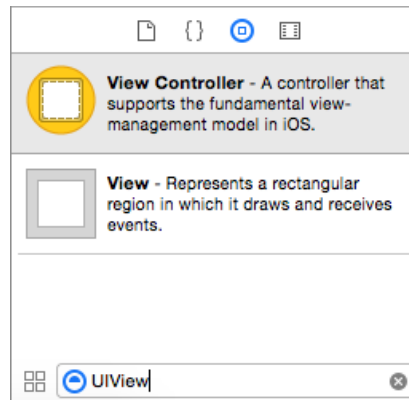 {}
View Controller - A controller that
supports the fundamental view-
management model in iOS.
View - Represents a rectangular
region in which it draws and receives
events.
UIView